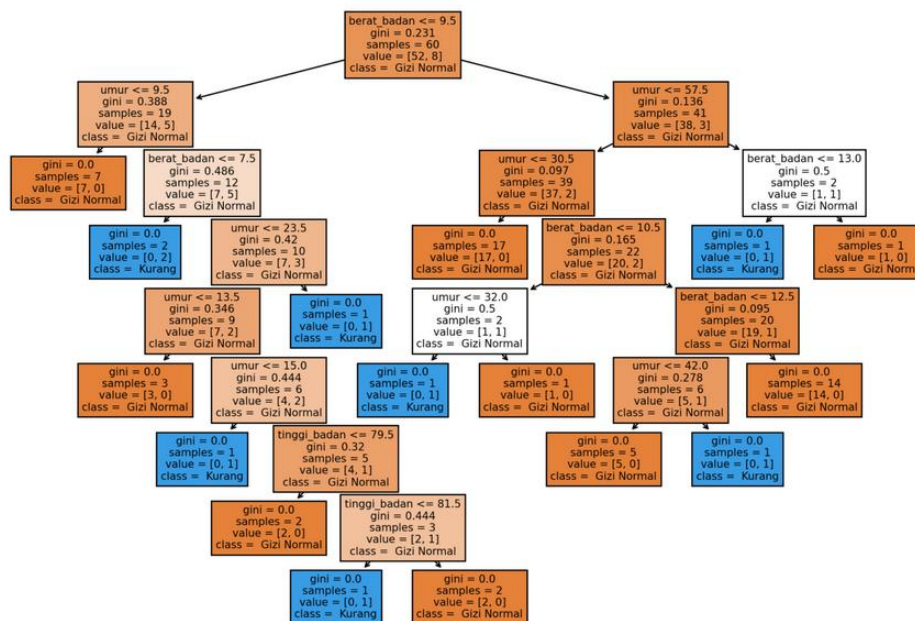 berat_badan <= 9.5
gini = 0.231
samples = 60
value = [52, 8]
class = Gizi Normal
umur <= 9.5
gini = 0.388
samples = 19
value = [14, 5]
class = Gizi Normal
umur <= 57.5
gini = 0.136
samples = 41
value = [38, 3]
class = Gizi Normal
gini = 0.0
samples = 7
value = [7, 0]
class = Gizi Normal
berat_badan <= 7.5
gini = 0.486
samples = 12
value = [7, 5]
class = Gizi Normal
umur <= 30.5
gini = 0.097
samples = 39
value = [37, 2]
class = Gizi Normal
berat_badan <= 13.0
gini = 0.5
samples = 2
value = [1, 1]
class = Gizi Normal
gini = 0.0
samples = 2
value = [0, 2]
class = Kurang
umur <= 23.5
gini = 0.42
samples = 10
value = [7, 3]
class = Gizi Normal
gini = 0.0
samples = 17
value = [17, 0]
class = Gizi Normal
berat_badan <= 10.5
gini = 0.165
samples = 22
value = [20, 2]
class = Gizi Normal
gini = 0.0
samples = 1
value = [0, 1]
class = Kurang
gini = 0.0
samples = 1
value = [1, 0]
class = Gizi Normal
umur <= 13.5
gini = 0.346
samples = 9
value = [7, 2]
class = Gizi Normal
gini = 0.0
samples = 1
value = [0, 1]
class = Kurang
umur <= 32.0
gini = 0.5
samples = 2
value = [1, 1]
class = Gizi Normal
berat_badan <= 12.5
gini = 0.095
samples = 20
value = [19, 1]
class = Gizi Normal
gini = 0.0
samples = 3
value = [3, 0]
class = Gizi Normal
umur <= 15.0
gini = 0.444
samples = 6
value = [4, 2]
class = Gizi Normal
gini = 0.0
samples = 1
value = [0, 1]
class = Kurang
gini = 0.0
samples = 1
value = [1, 0]
class = Gizi Normal
umur <= 42.0
gini = 0.278
samples = 6
value = [5, 1]
class = Gizi Normal
gini = 0.0
samples = 14
value = [14, 0]
class = Gizi Normal
gini = 0.0
samples = 1
value = [0, 1]
class = Kurang
tinggi_badan <= 79.5
gini = 0.32
samples = 5
value = [4, 1]
class = Gizi Normal
gini = 0.0
samples = 5
value = [5, 0]
class = Gizi Normal
gini = 0.0
samples = 1
value = [0, 1]
class = Kurang
gini = 0.0
samples = 2
value = [2, 0]
class = Gizi Normal
tinggi_badan <= 81.5
gini = 0.444
samples = 3
value = [2, 1]
class = Gizi Normal
gini = 0.0
samples = 1
value = [0, 1]
class = Kurang
gini = 0.0
samples = 2
value = [2, 0]
class = Gizi Normal